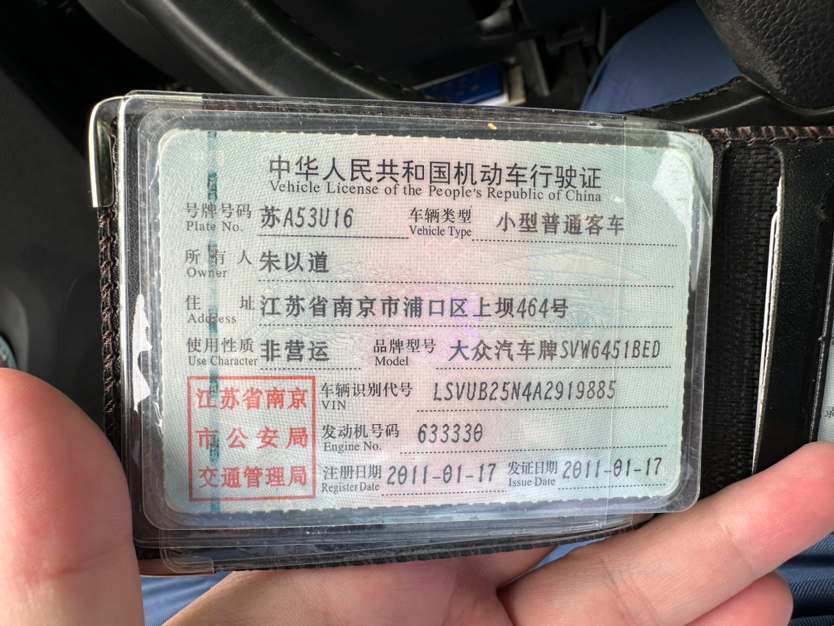 中华人民共和国机动车行驶证
Vehicle License of the People's Republic of China
号牌号码 苏A53U16 车辆类型 小型普通客车
Plate No. Vehicle Type
所有人 朱以道
Owner
住址 江苏省南京市浦口区上坝464号
Address
使用性质 非营运 品牌型号 大众汽车牌SVW6451BED
Use Character Model
江苏省南京 车辆识别代号 LSVUB25N4A2919885
VIN
市公安局 发动机号码 633330
Engine No.
交通管理局 注册日期 2011-01-17 发证日期 2011-01-17
Register Date Issue Date